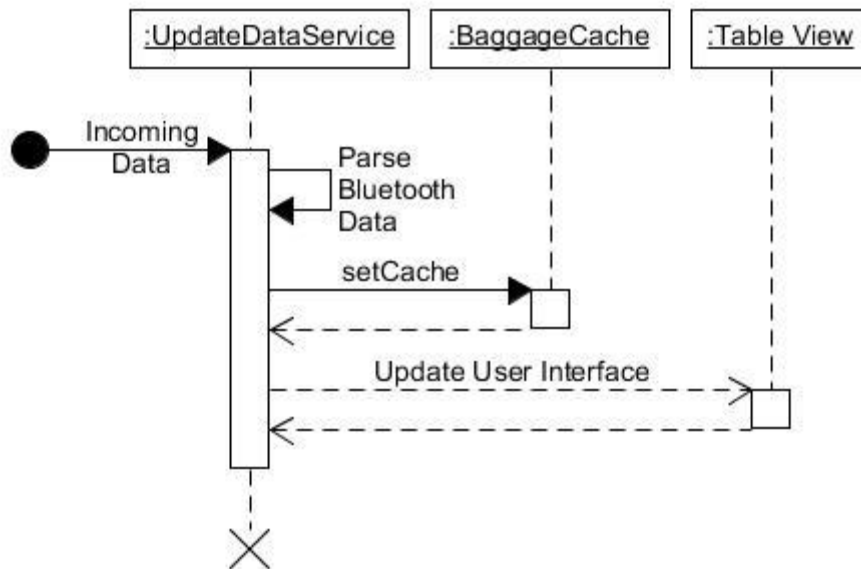 :UpdateDataService
:BaggageCache
:Table View
Incoming
Data
Parse
Bluetooth
Data
setCache
Update User Interface